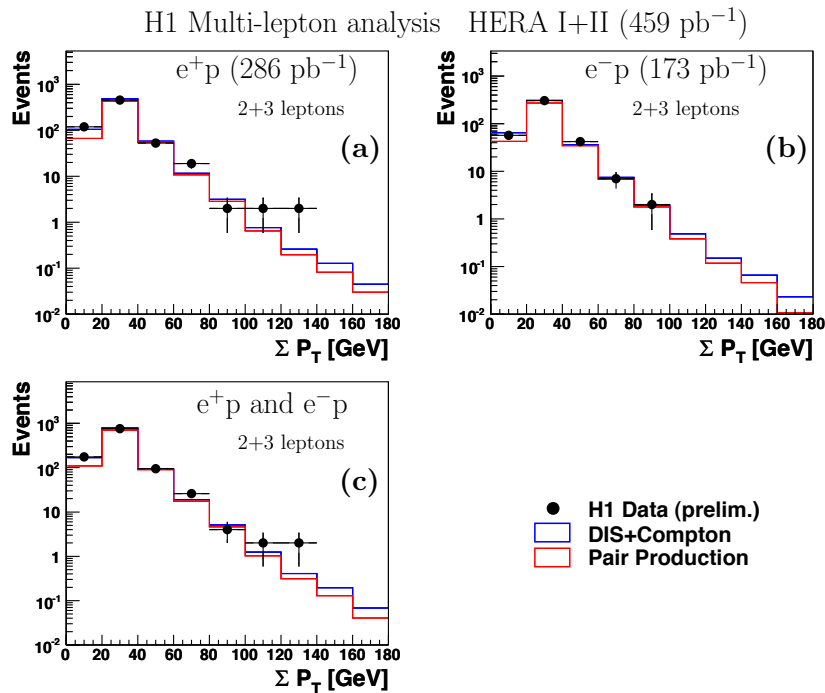 H1 Multi-lepton analysis HERA I+II (459 pb⁻¹)
e⁺p (286 pb⁻¹)
2+3 leptons
(a)
Events
10³
10²
10
1
10⁻¹
10⁻²
0 20 40 60 80 100 120 140 160 180
Σ P_T [GeV]
e⁻p (173 pb⁻¹)
2+3 leptons
(b)
Events
10³
10²
10
1
10⁻¹
10⁻²
0 20 40 60 80 100 120 140 160 180
Σ P_T [GeV]
e⁺p and e⁻p
2+3 leptons
(c)
Events
10³
10²
10
1
10⁻¹
10⁻²
0 20 40 60 80 100 120 140 160 180
Σ P_T [GeV]
H1 Data (prelim.)
DIS+Compton
Pair Production